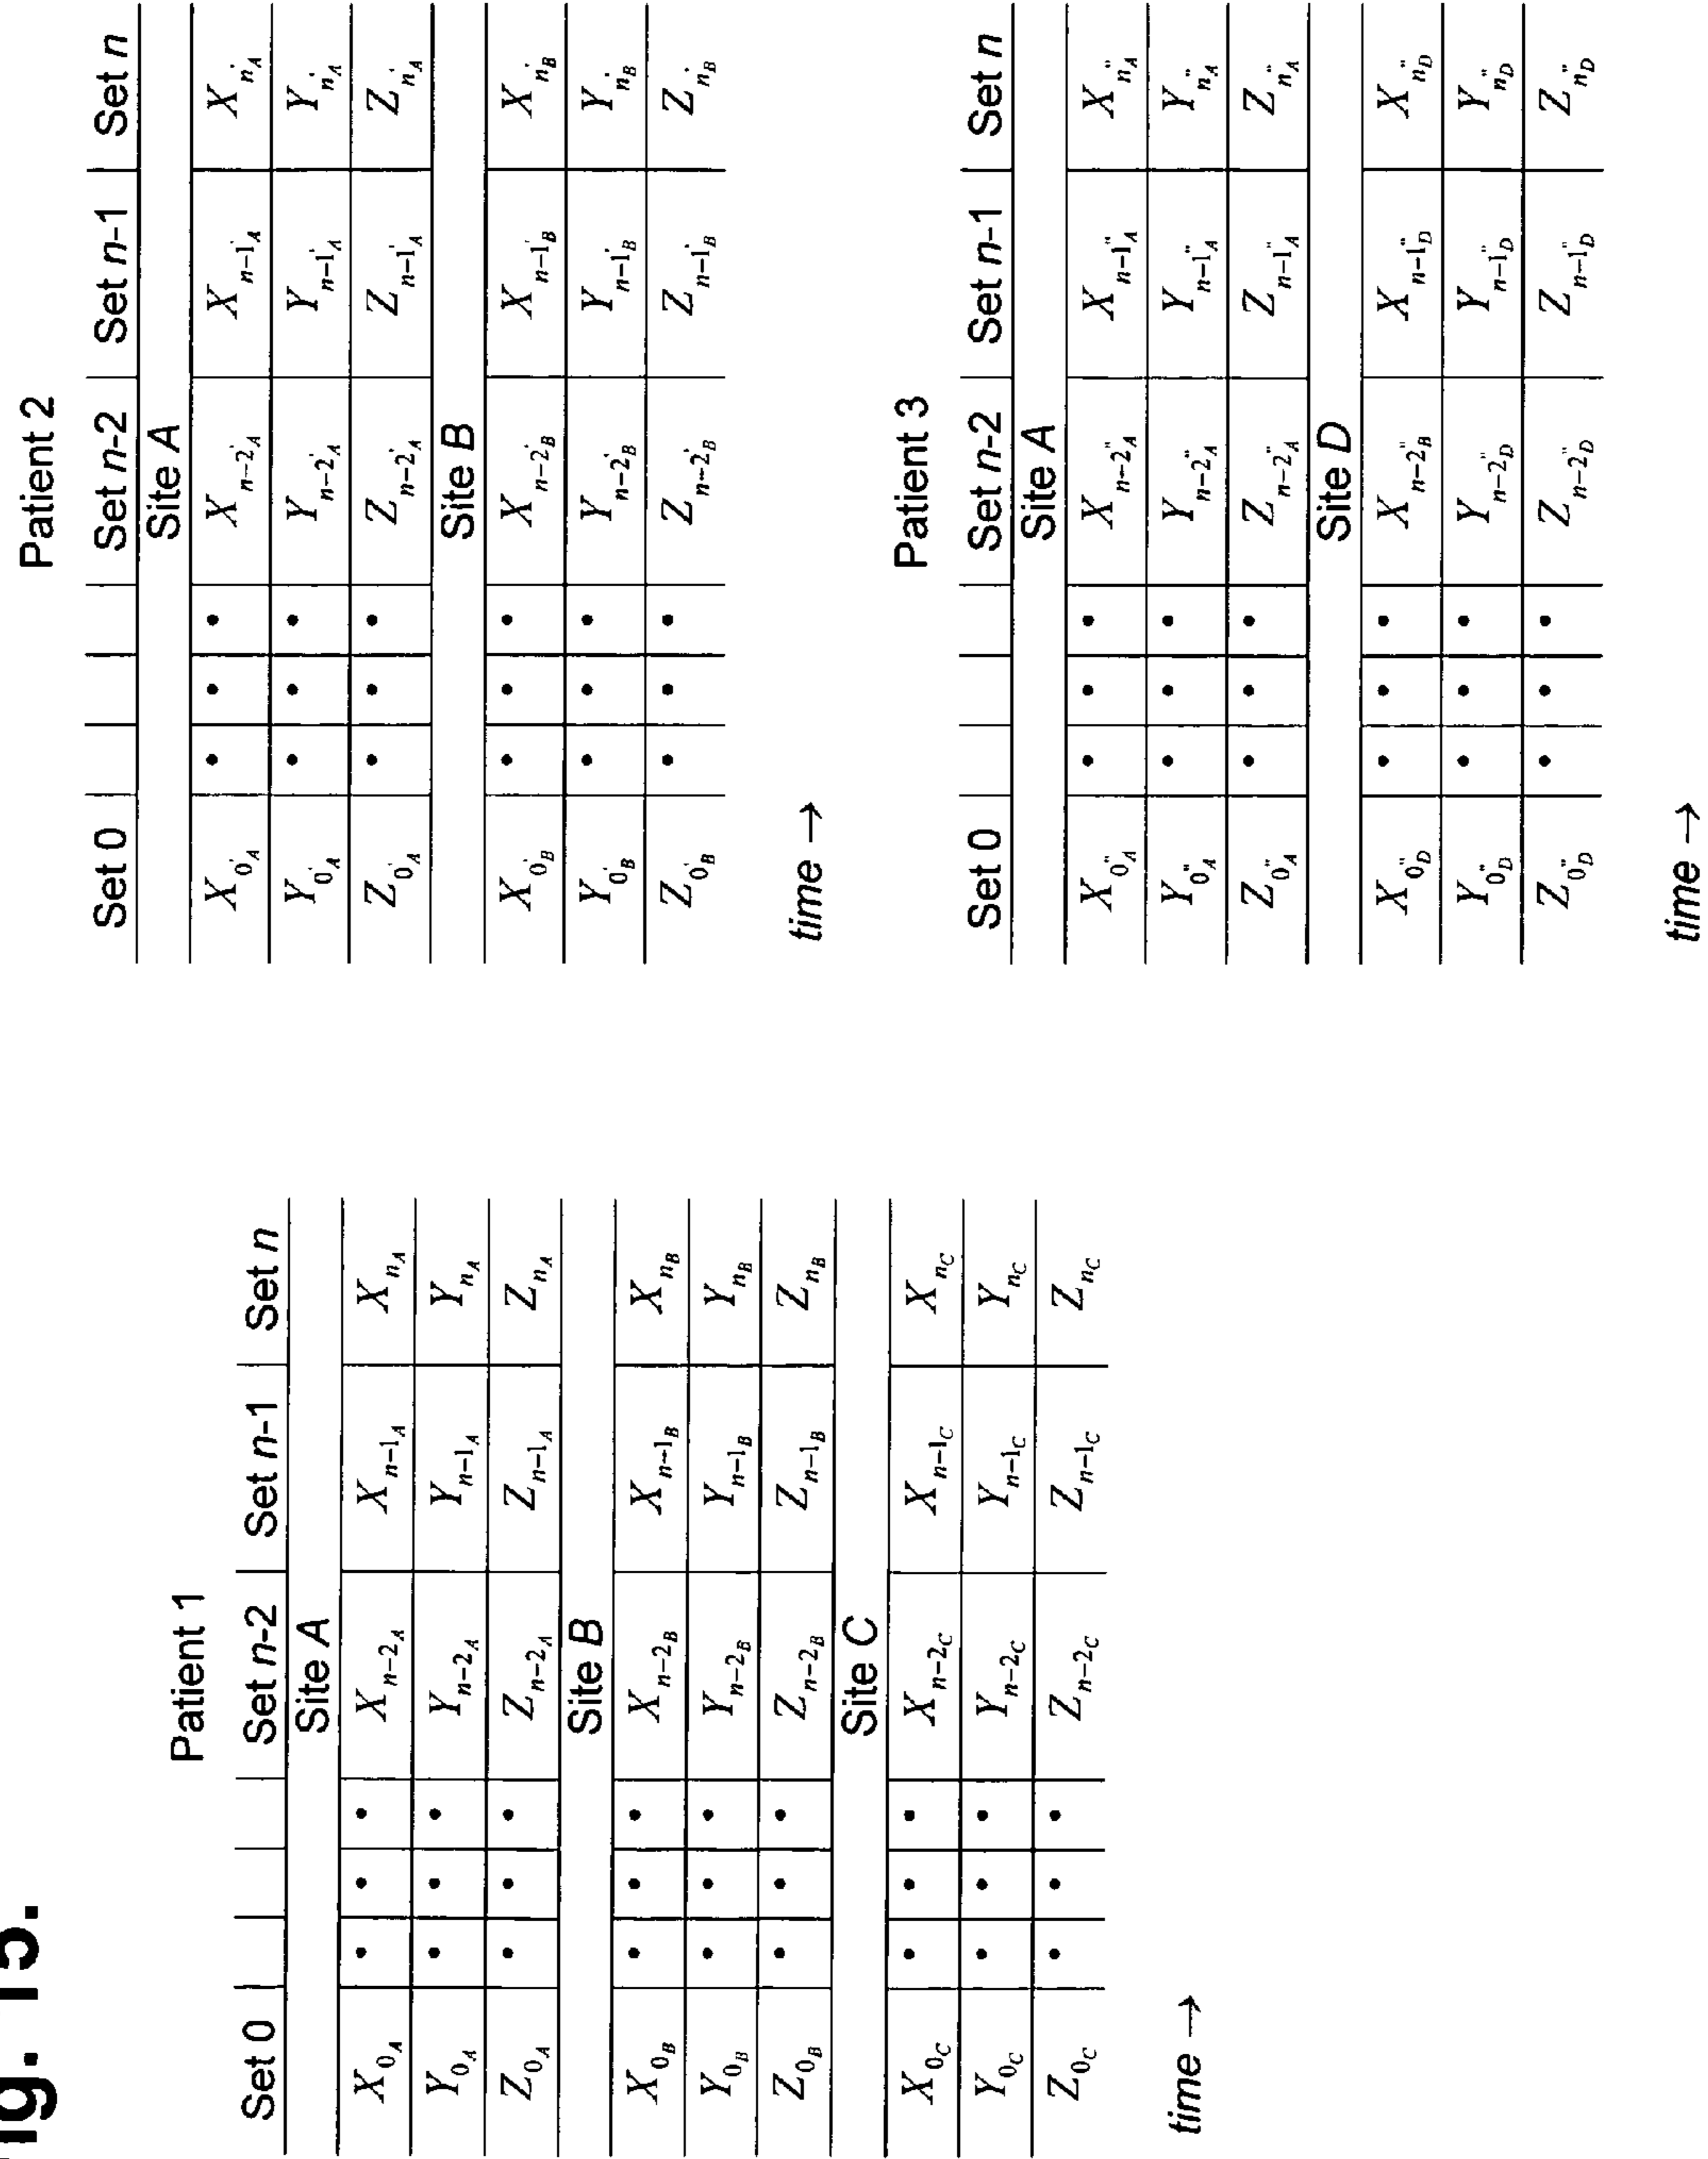 ig. 15.
Patient 1
Set 0 Set n-2 Set n-1 Set n
Site A
X0A • • • Xn−2A Xn−1A XnA
Y0A • • • Yn−2A Yn−1A YnA
Z0A • • • Zn−2A Zn−1A ZnA
Site B
X0B • • • Xn−2B Xn−1B XnB
Y0B • • • Yn−2B Yn−1B YnB
Z0B • • • Zn−2B Zn−1B ZnB
Site C
X0C • • • Xn−2C Xn−1C XnC
Y0C • • • Yn−2C Yn−1C YnC
Z0C • • • Zn−2C Zn−1C ZnC
time →
Patient 2
Set 0 Set n-2 Set n-1 Set n
Site A
X0'A • • • Xn−2'A Xn−1'A Xn'A
Y0'A • • • Yn−2'A Yn−1'A Yn'A
Z0'A • • • Zn−2'A Zn−1'A Zn'A
Site B
X0'B • • • Xn−2'B Xn−1'B Xn'B
Y0'B • • • Yn−2'B Yn−1'B Yn'B
Z0'B • • • Zn−2'B Zn−1'B Zn'B
time →
Patient 3
Set 0 Set n-2 Set n-1 Set n
Site A
X0"A • • • Xn−2"A Xn−1"A Xn"A
Y0"A • • • Yn−2"A Yn−1"A Yn"A
Z0"A • • • Zn−2"A Zn−1"A Zn"A
Site D
X0"D • • • Xn−2"B Xn−1"D Xn"D
Y0"D • • • Yn−2"D Yn−1"D Yn"D
Z0"D • • • Zn−2"D Zn−1"D Zn"D
time →